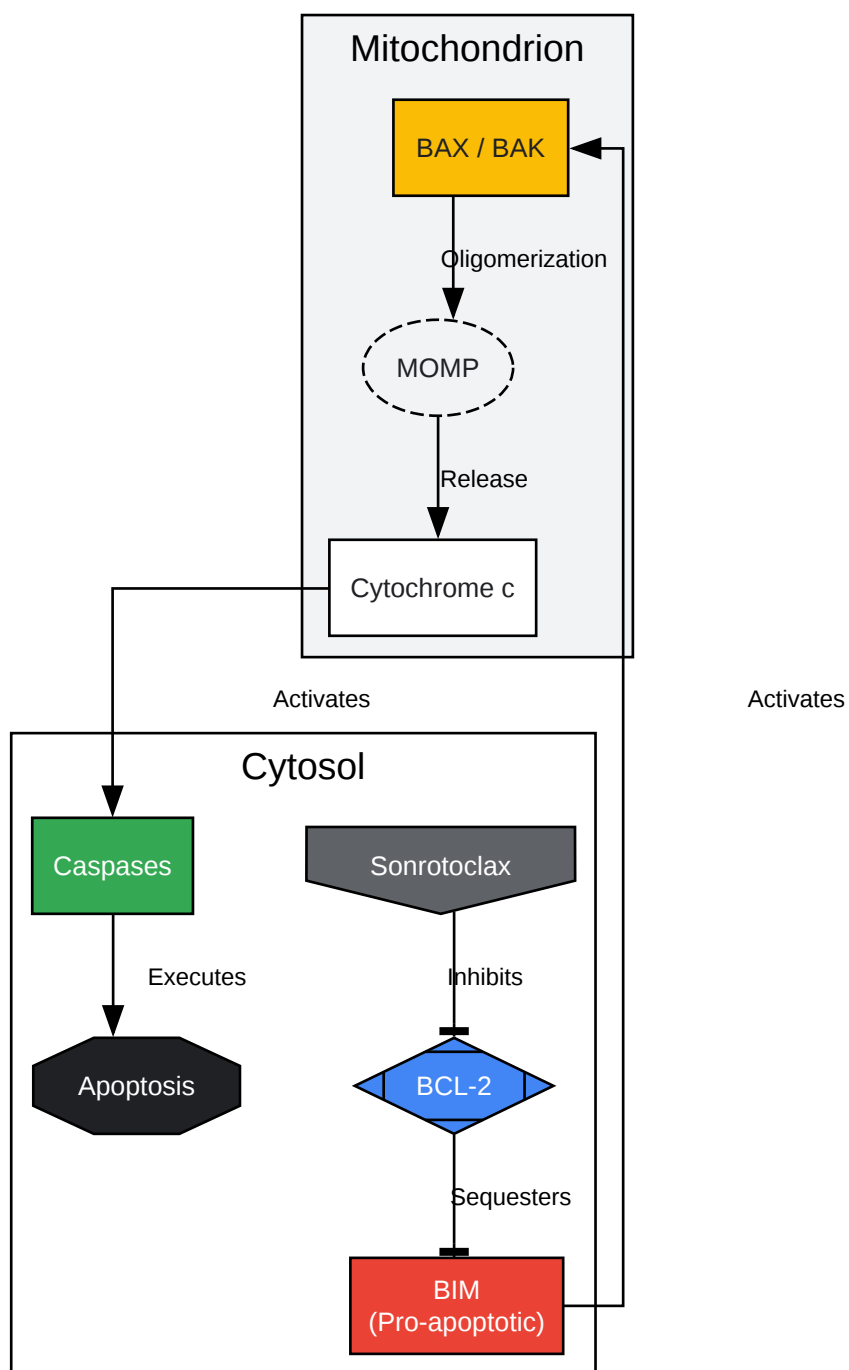 Mitochondrion
BAX / BAK
Oligomerization
MOMP
Release
Cytochrome c
Activates
Activates
Cytosol
Caspases
Sonrotoclax
Executes
Inhibits
Apoptosis
BCL-2
Sequesters
BIM
(Pro-apoptotic)